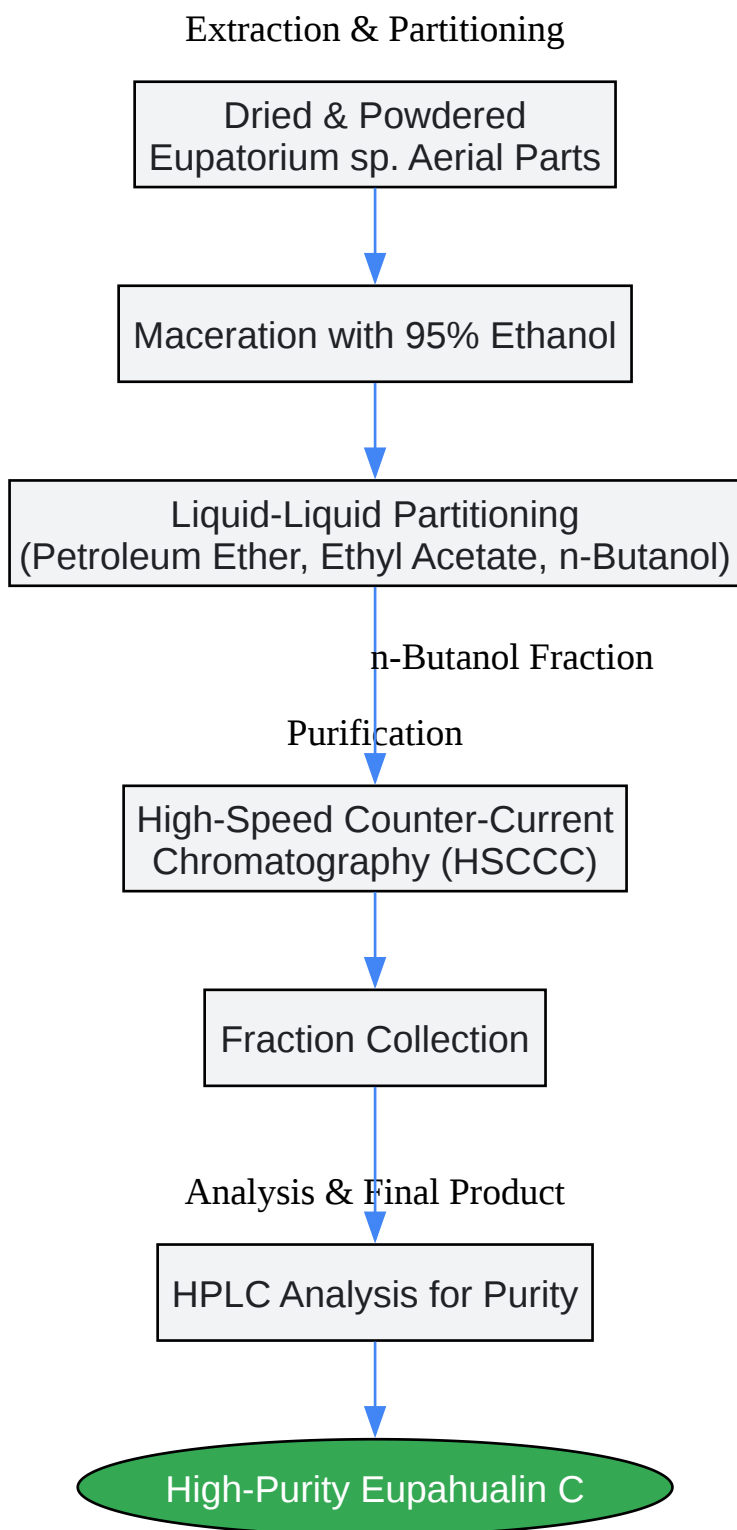 Extraction & Partitioning
Dried & Powdered
Eupatorium sp. Aerial Parts
Maceration with 95% Ethanol
Liquid-Liquid Partitioning
(Petroleum Ether, Ethyl Acetate, n-Butanol)
n-Butanol Fraction
Purification
High-Speed Counter-Current
Chromatography (HSCCC)
Fraction Collection
Analysis & Final Product
HPLC Analysis for Purity
High-Purity Eupahualin C